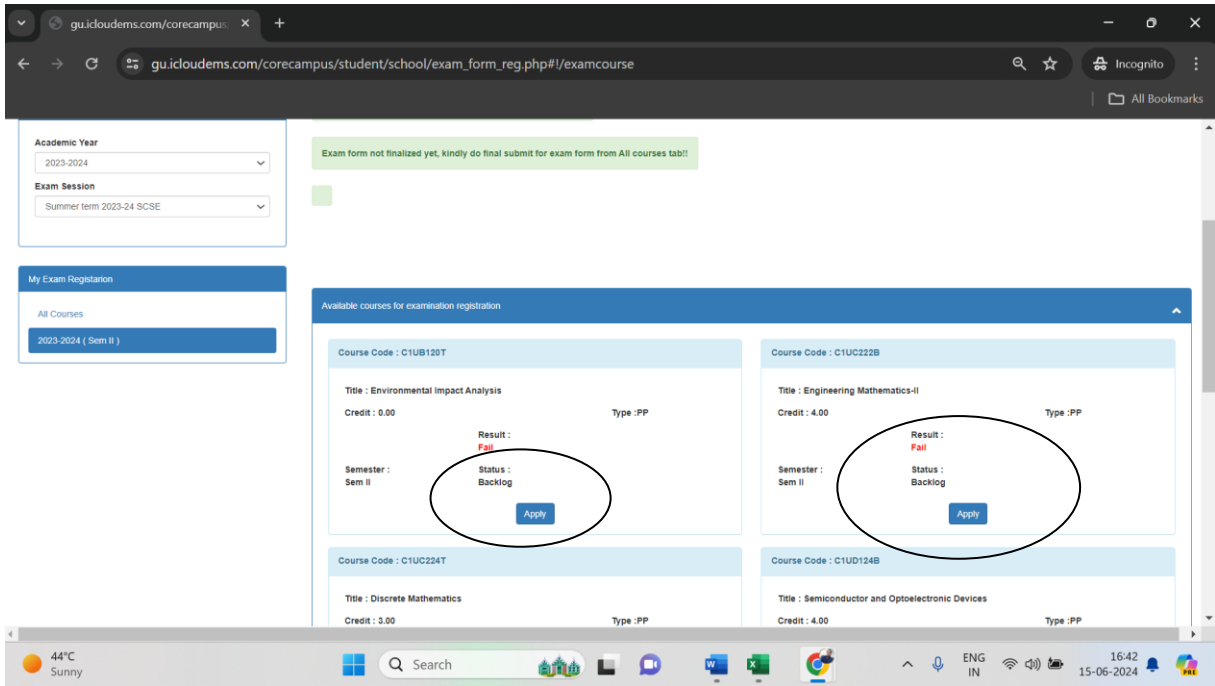 gu.icloudems.com/corecampus
gu.icloudems.com/corecampus/student/school/exam_form_reg.php#!/examcourse
Incognito
All Bookmarks
Academic Year
2023-2024
Exam Session
Summer term 2023-24 SCSE
Exam form not finalized yet, kindly do final submit for exam form from All courses tab!!
My Exam Registarion
All Courses
2023-2024 ( Sem II )
Available courses for examination registration
Course Code : C1UB120T
Title : Environmental Impact Analysis
Credit : 0.00 Type :PP
Result :
Fail
Semester : Status :
Sem II Backlog
Apply
Course Code : C1UC222B
Title : Engineering Mathematics-II
Credit : 4.00 Type :PP
Result :
Fail
Semester : Status :
Sem II Backlog
Apply
Course Code : C1UC224T
Title : Discrete Mathematics
Credit : 3.00 Type :PP
Course Code : C1UD124B
Title : Semiconductor and Optoelectronic Devices
Credit : 4.00 Type :PP
44°C
Sunny
Search
ENG
IN
16:42
15-06-2024
PRE